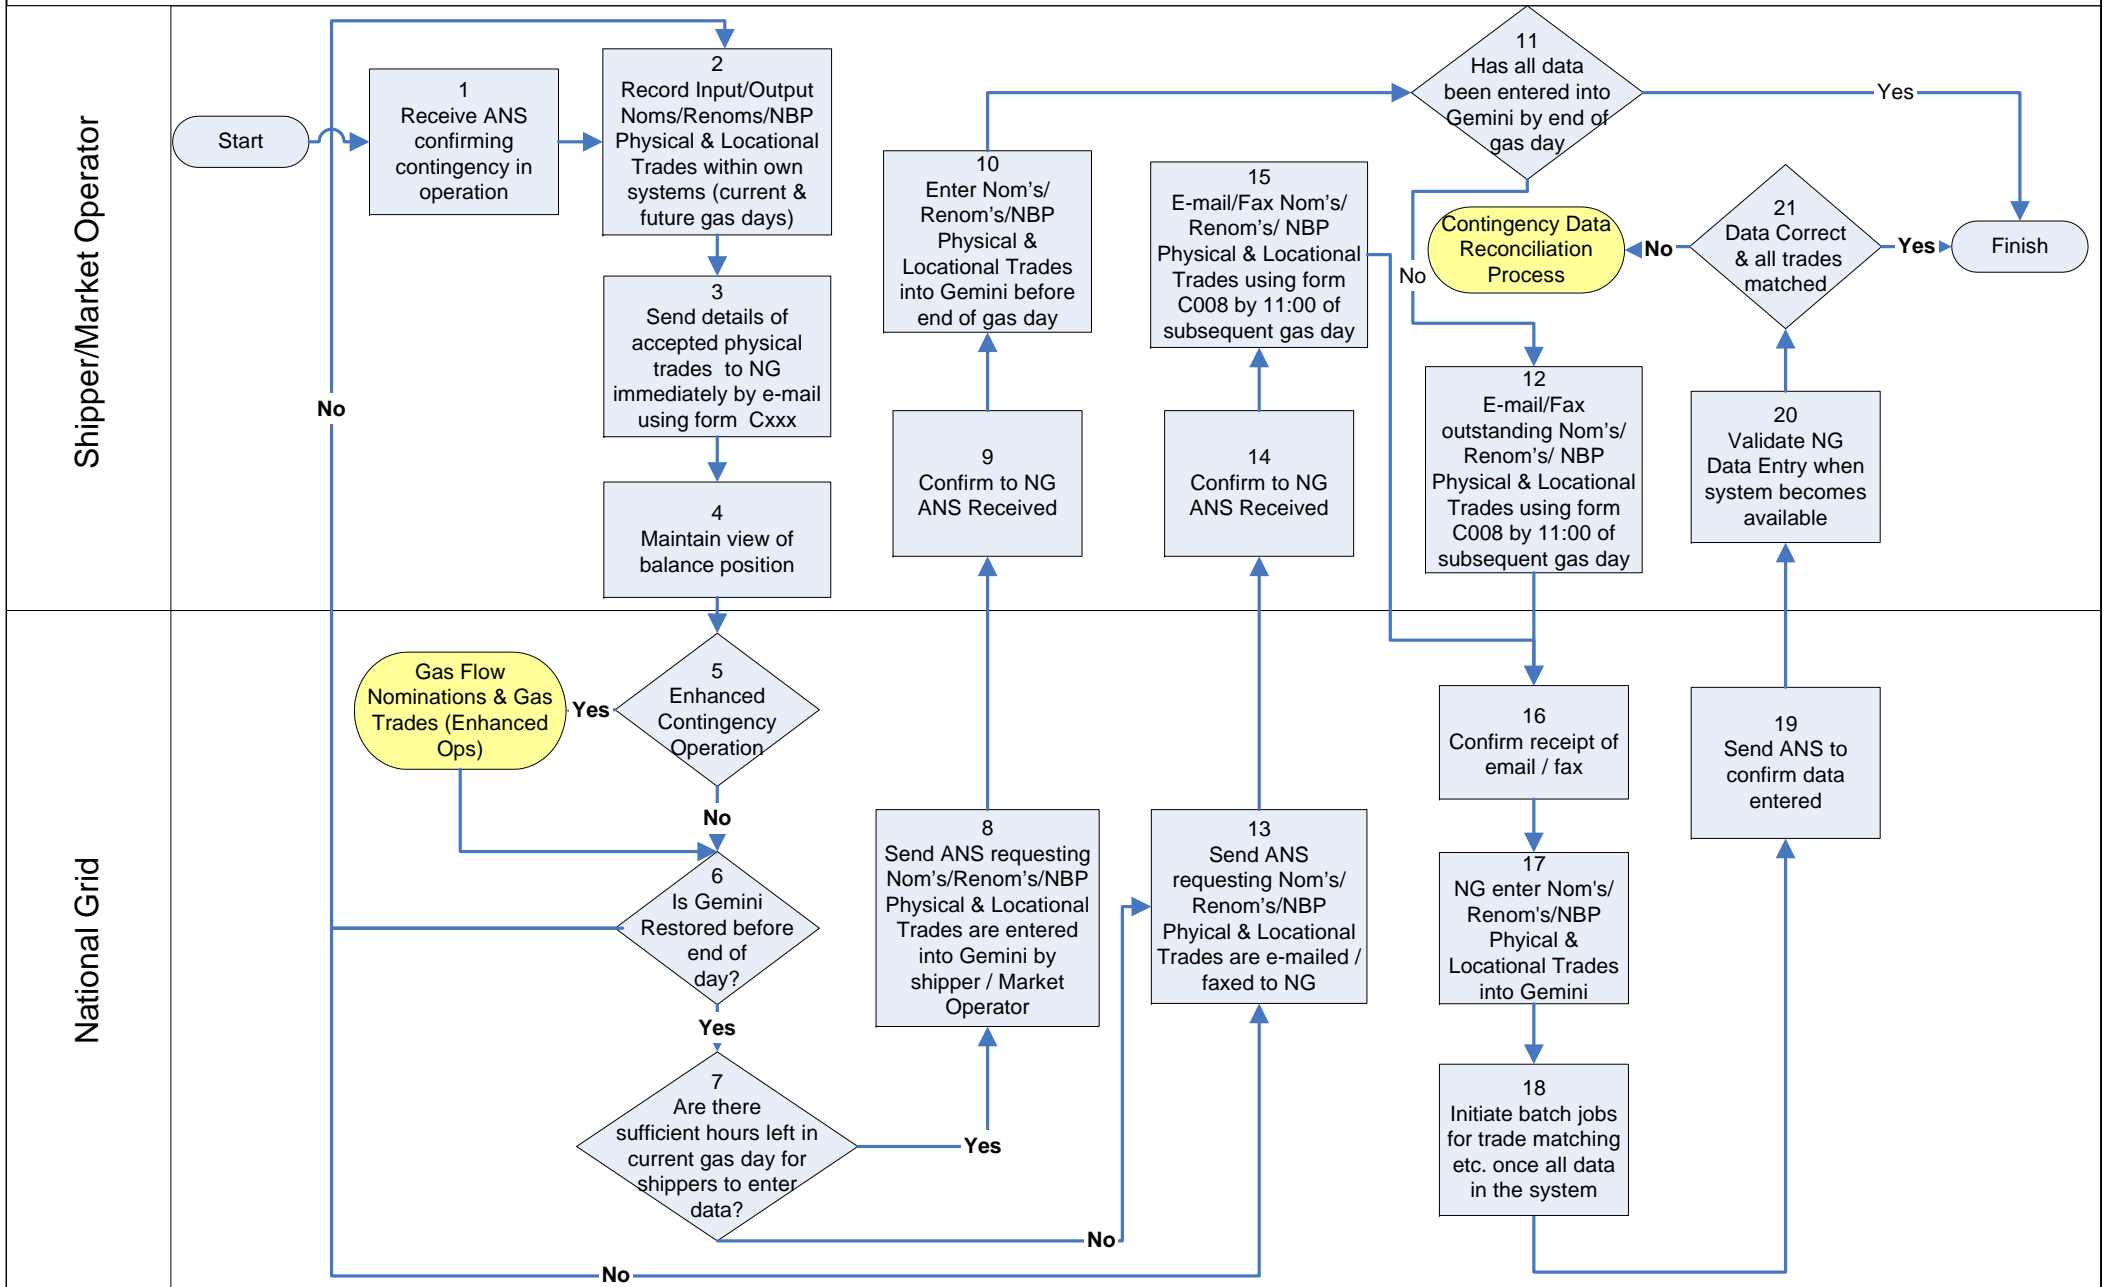 Shipper/Market Operator
Start
1
Receive ANS
confirming
contingency in
operation
2
Record Input/Output
Noms/Renoms/NBP
Physical & Locational
Trades within own
systems (current &
future gas days)
3
Send details of
accepted physical
trades to NG
immediately by e-mail
using form Cxxx
4
Maintain view of
balance position
No
10
Enter Nom’s/
Renom’s/NBP
Physical &
Locational Trades
into Gemini before
end of gas day
9
Confirm to NG
ANS Received
15
E-mail/Fax Nom’s/
Renom’s/ NBP
Physical & Locational
Trades using form
C008 by 11:00 of
subsequent gas day
14
Confirm to NG
ANS Received
11
Has all data
been entered into
Gemini by end of
gas day
Yes
No
Contingency Data
Reconciliation
Process
No
21
Data Correct
& all trades
matched
Yes
Finish
12
E-mail/Fax
outstanding Nom’s/
Renom’s/ NBP
Physical & Locational
Trades using form
C008 by 11:00 of
subsequent gas day
20
Validate NG
Data Entry when
system becomes
available
National Grid
Gas Flow
Nominations & Gas
Trades (Enhanced
Ops)
Yes
5
Enhanced
Contingency
Operation
No
6
Is Gemini
Restored before
end of
day?
Yes
7
Are there
sufficient hours left in
current gas day for
shippers to enter
data?
Yes
No
No
8
Send ANS requesting
Nom’s/Renom’s/NBP
Physical & Locational
Trades are entered
into Gemini by
shipper / Market
Operator
13
Send ANS
requesting Nom’s/
Renom’s/NBP
Phyical & Locational
Trades are e-mailed /
faxed to NG
16
Confirm receipt of
email / fax
17
NG enter Nom's/
Renom's/NBP
Phyical &
Locational Trades
into Gemini
18
Initiate batch jobs
for trade matching
etc. once all data
in the system
19
Send ANS to
confirm data
entered